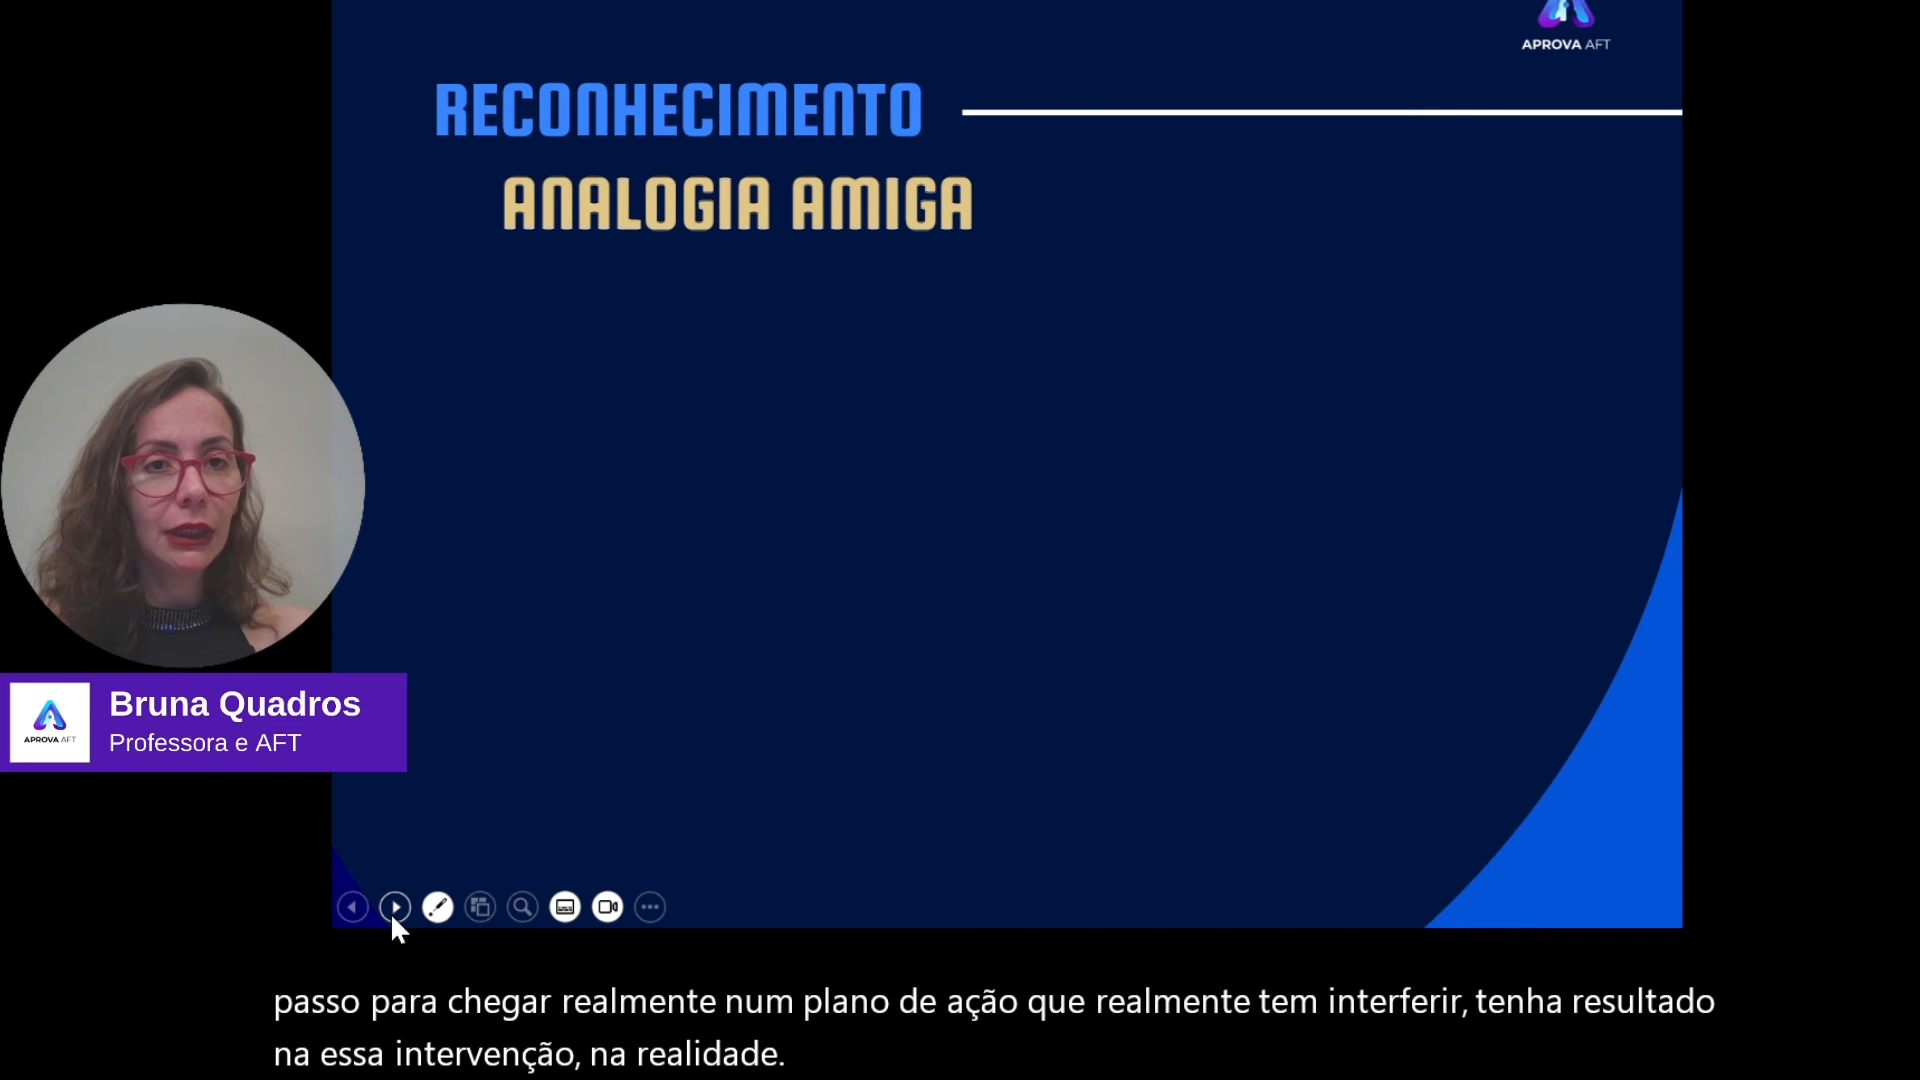 APROVA AFT
RECONHECIMENTO
ANALOGIA AMIGA
Bruna Quadros
Professora e AFT
APROVA AFT
passo para chegar realmente num plano de ação que realmente tem interferir, tenha resultado
na essa intervenção, na realidade.